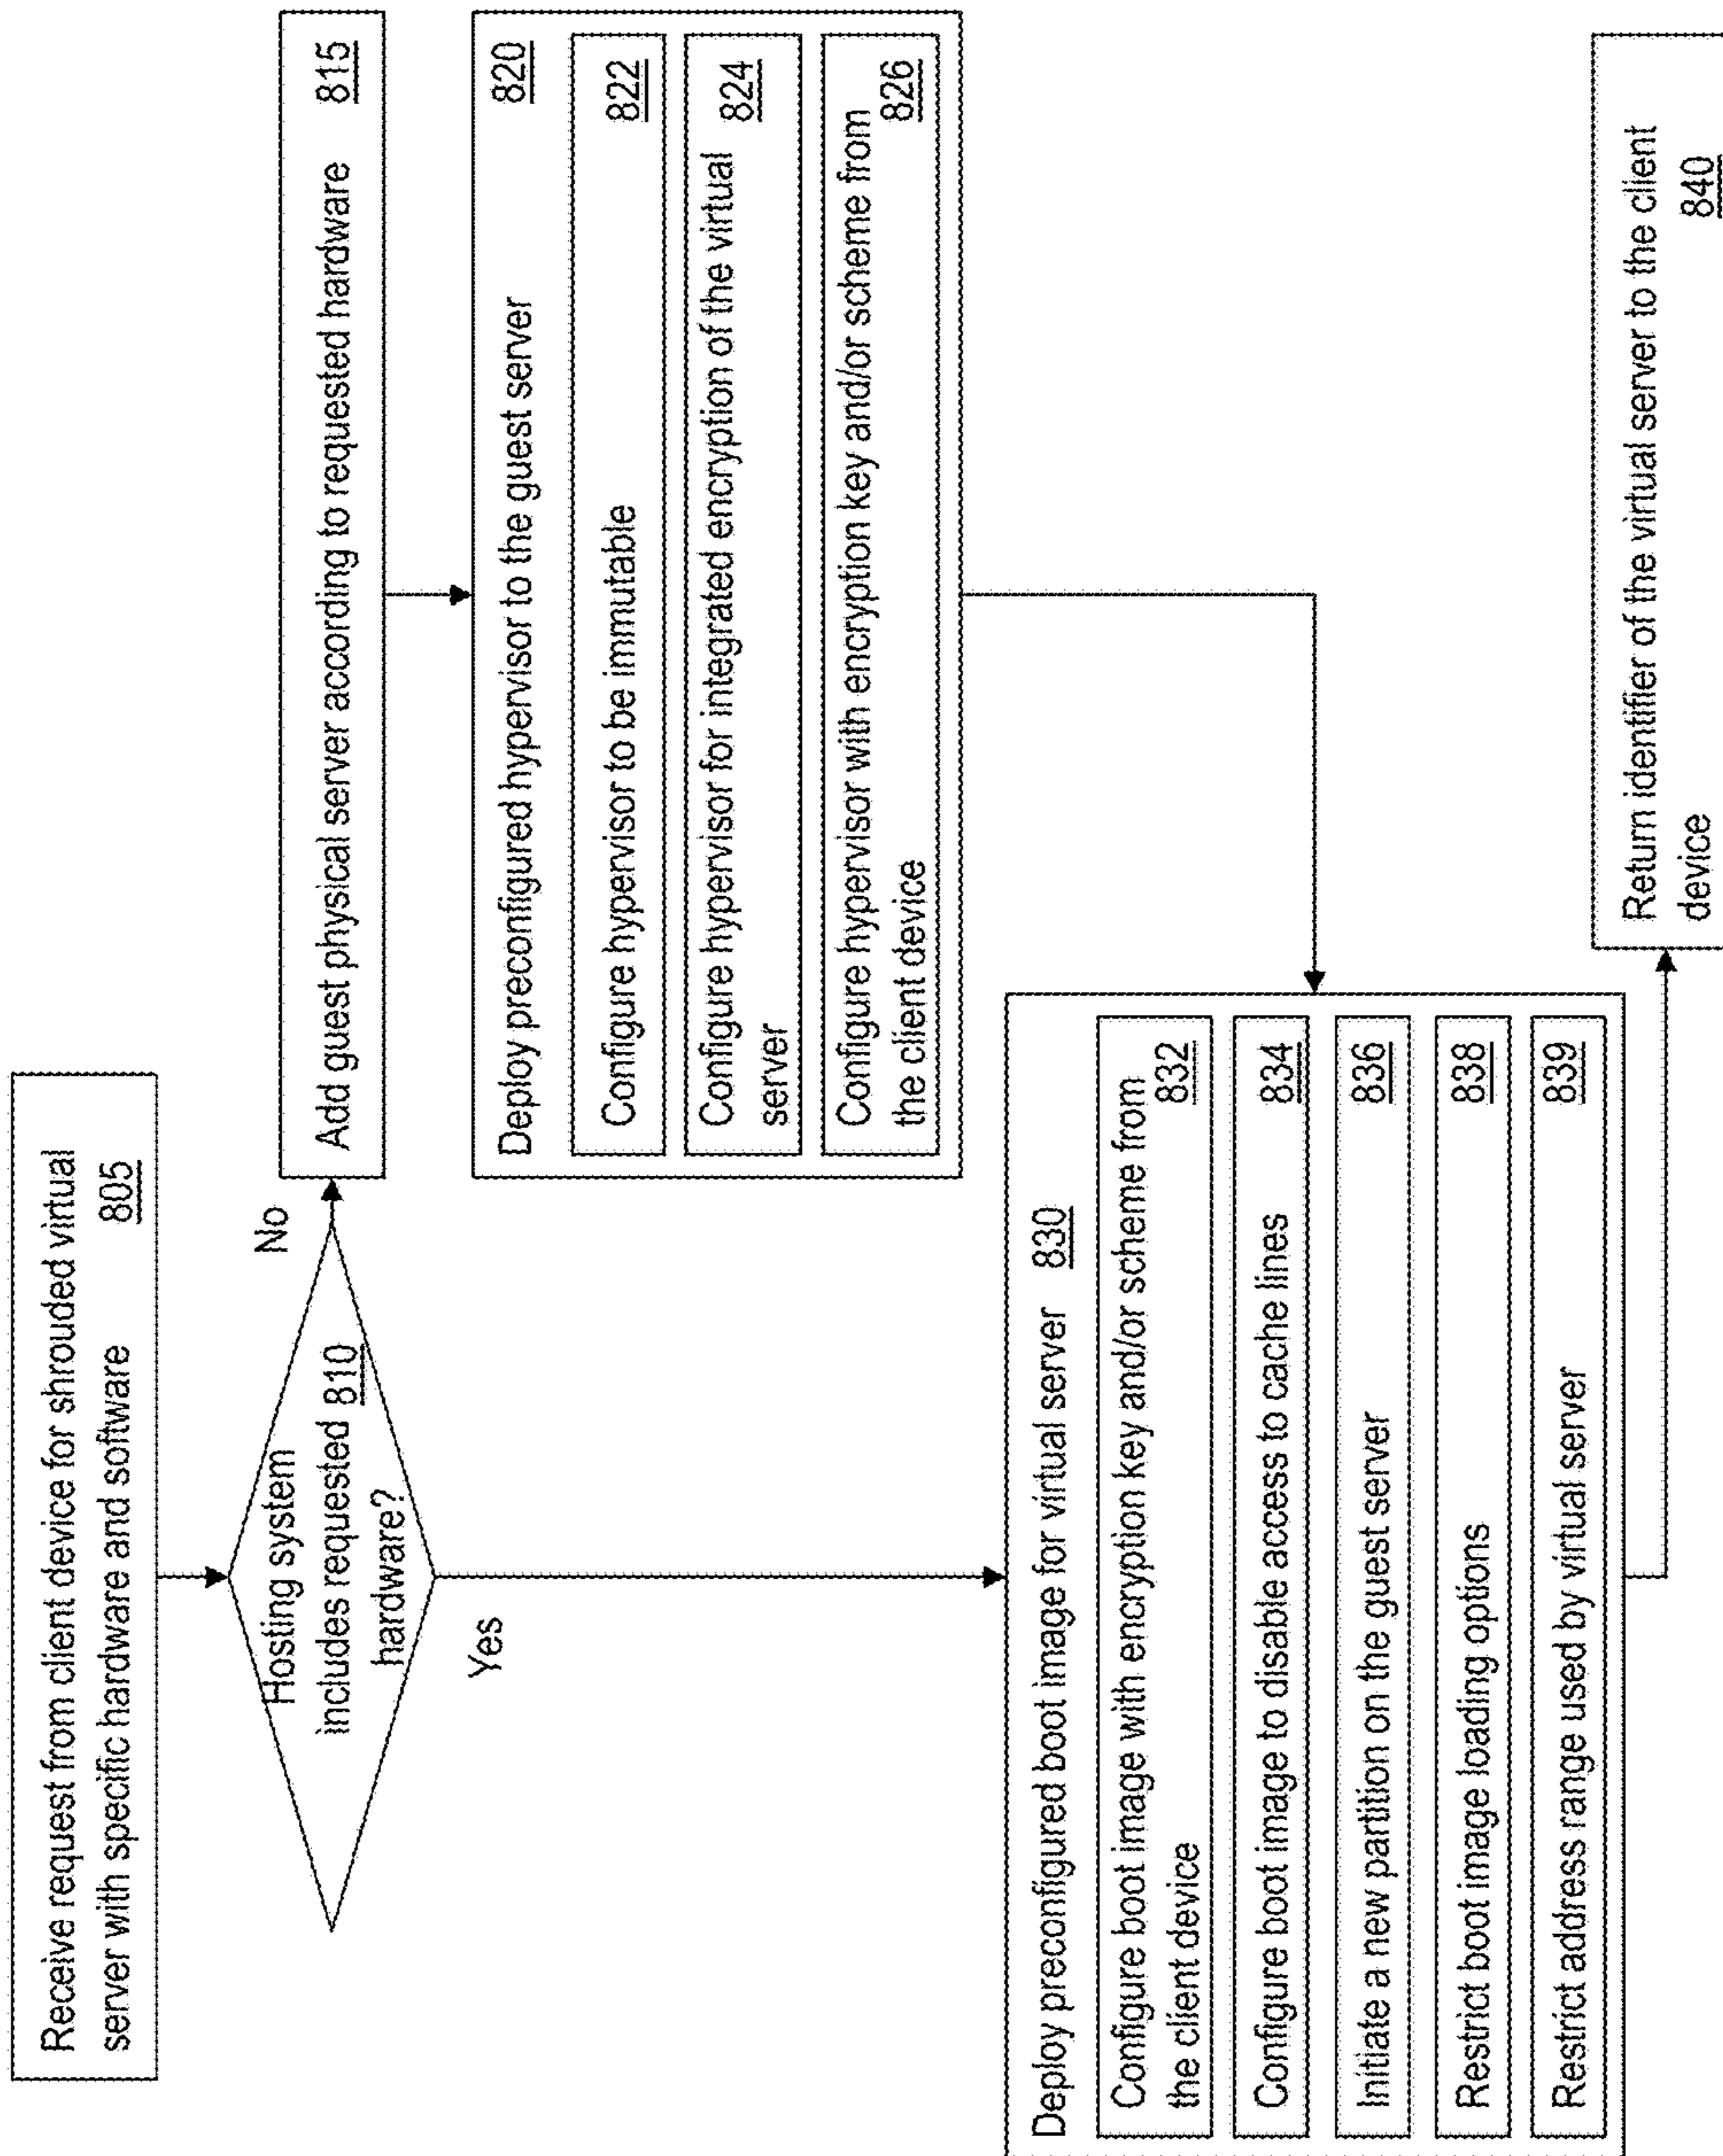 Receive request from client device for shrouded virtual
server with specific hardware and software 805
Hosting system
includes requested 810
hardware?
No
Yes
Add guest physical server according to requested hardware 815
Deploy preconfigured hypervisor to the guest server 820
Configure hypervisor to be immutable 822
Configure hypervisor for integrated encryption of the virtual 824
server
Configure hypervisor with encryption key and/or scheme from
the client device 826
Deploy preconfigured boot image for virtual server 830
Configure boot image with encryption key and/or scheme from
the client device 832
Configure boot image to disable access to cache lines 834
Initiate a new partition on the guest server 836
Restrict boot image loading options 838
Restrict address range used by virtual server 839
Return identifier of the virtual server to the client
device 840